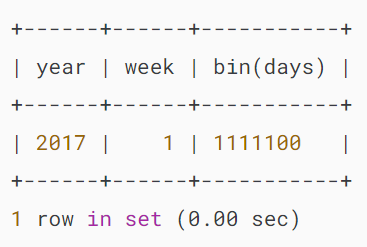 +------+------+-----------+
| year | week | bin(days) |
+------+------+-----------+
| 2017 |    1 | 1111100   |
+------+------+-----------+
1 row in set (0.00 sec)